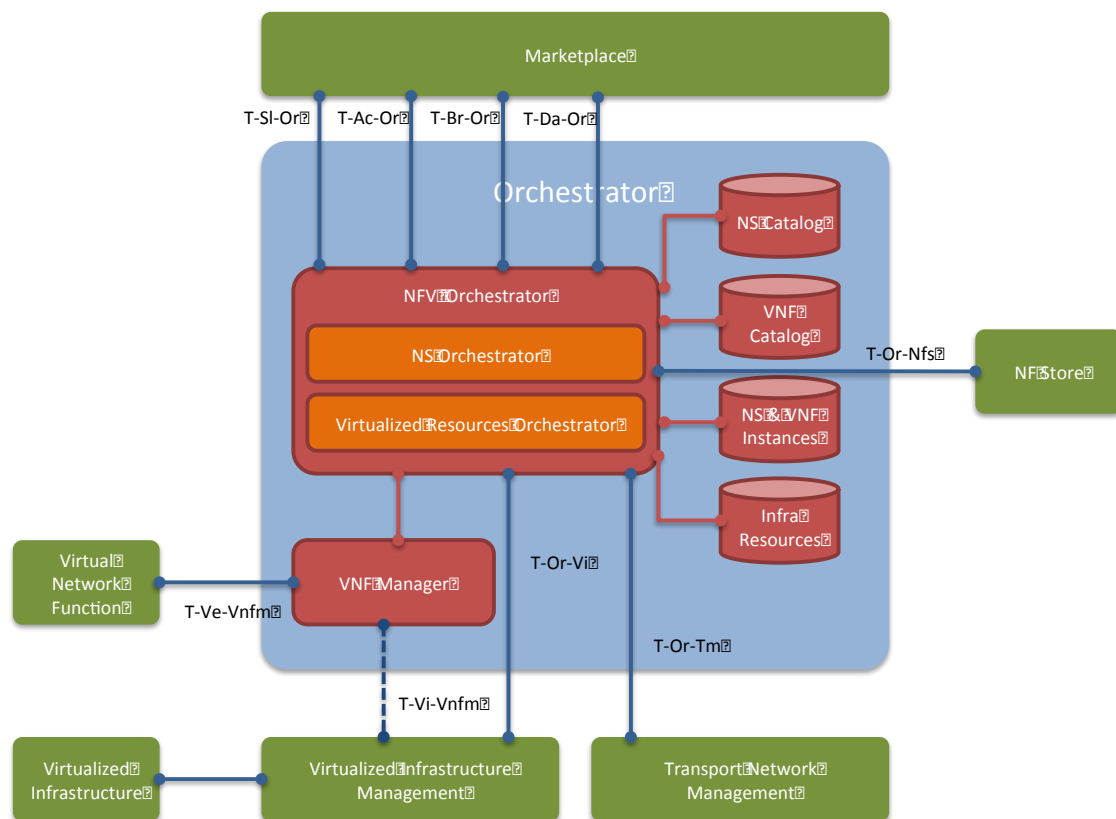 Marketplace
T-Sl-Or
T-Ac-Or
T-Br-Or
T-Da-Or
Orchestrator
NS Catalog
NFV Orchestrator
VNF
Catalog
NS Orchestrator
T-Or-Nfs
NF Store
Virtualized Resources Orchestrator
NS & VNF
Instances
Infra
Resources
Virtual
Network
Function
T-Or-Vi
VNF Manager
T-Ve-Vnfm
T-Or-Tm
T-Vi-Vnfm
Virtualized
Infrastructure
Virtualized Infrastructure
Management
Transport Network
Management